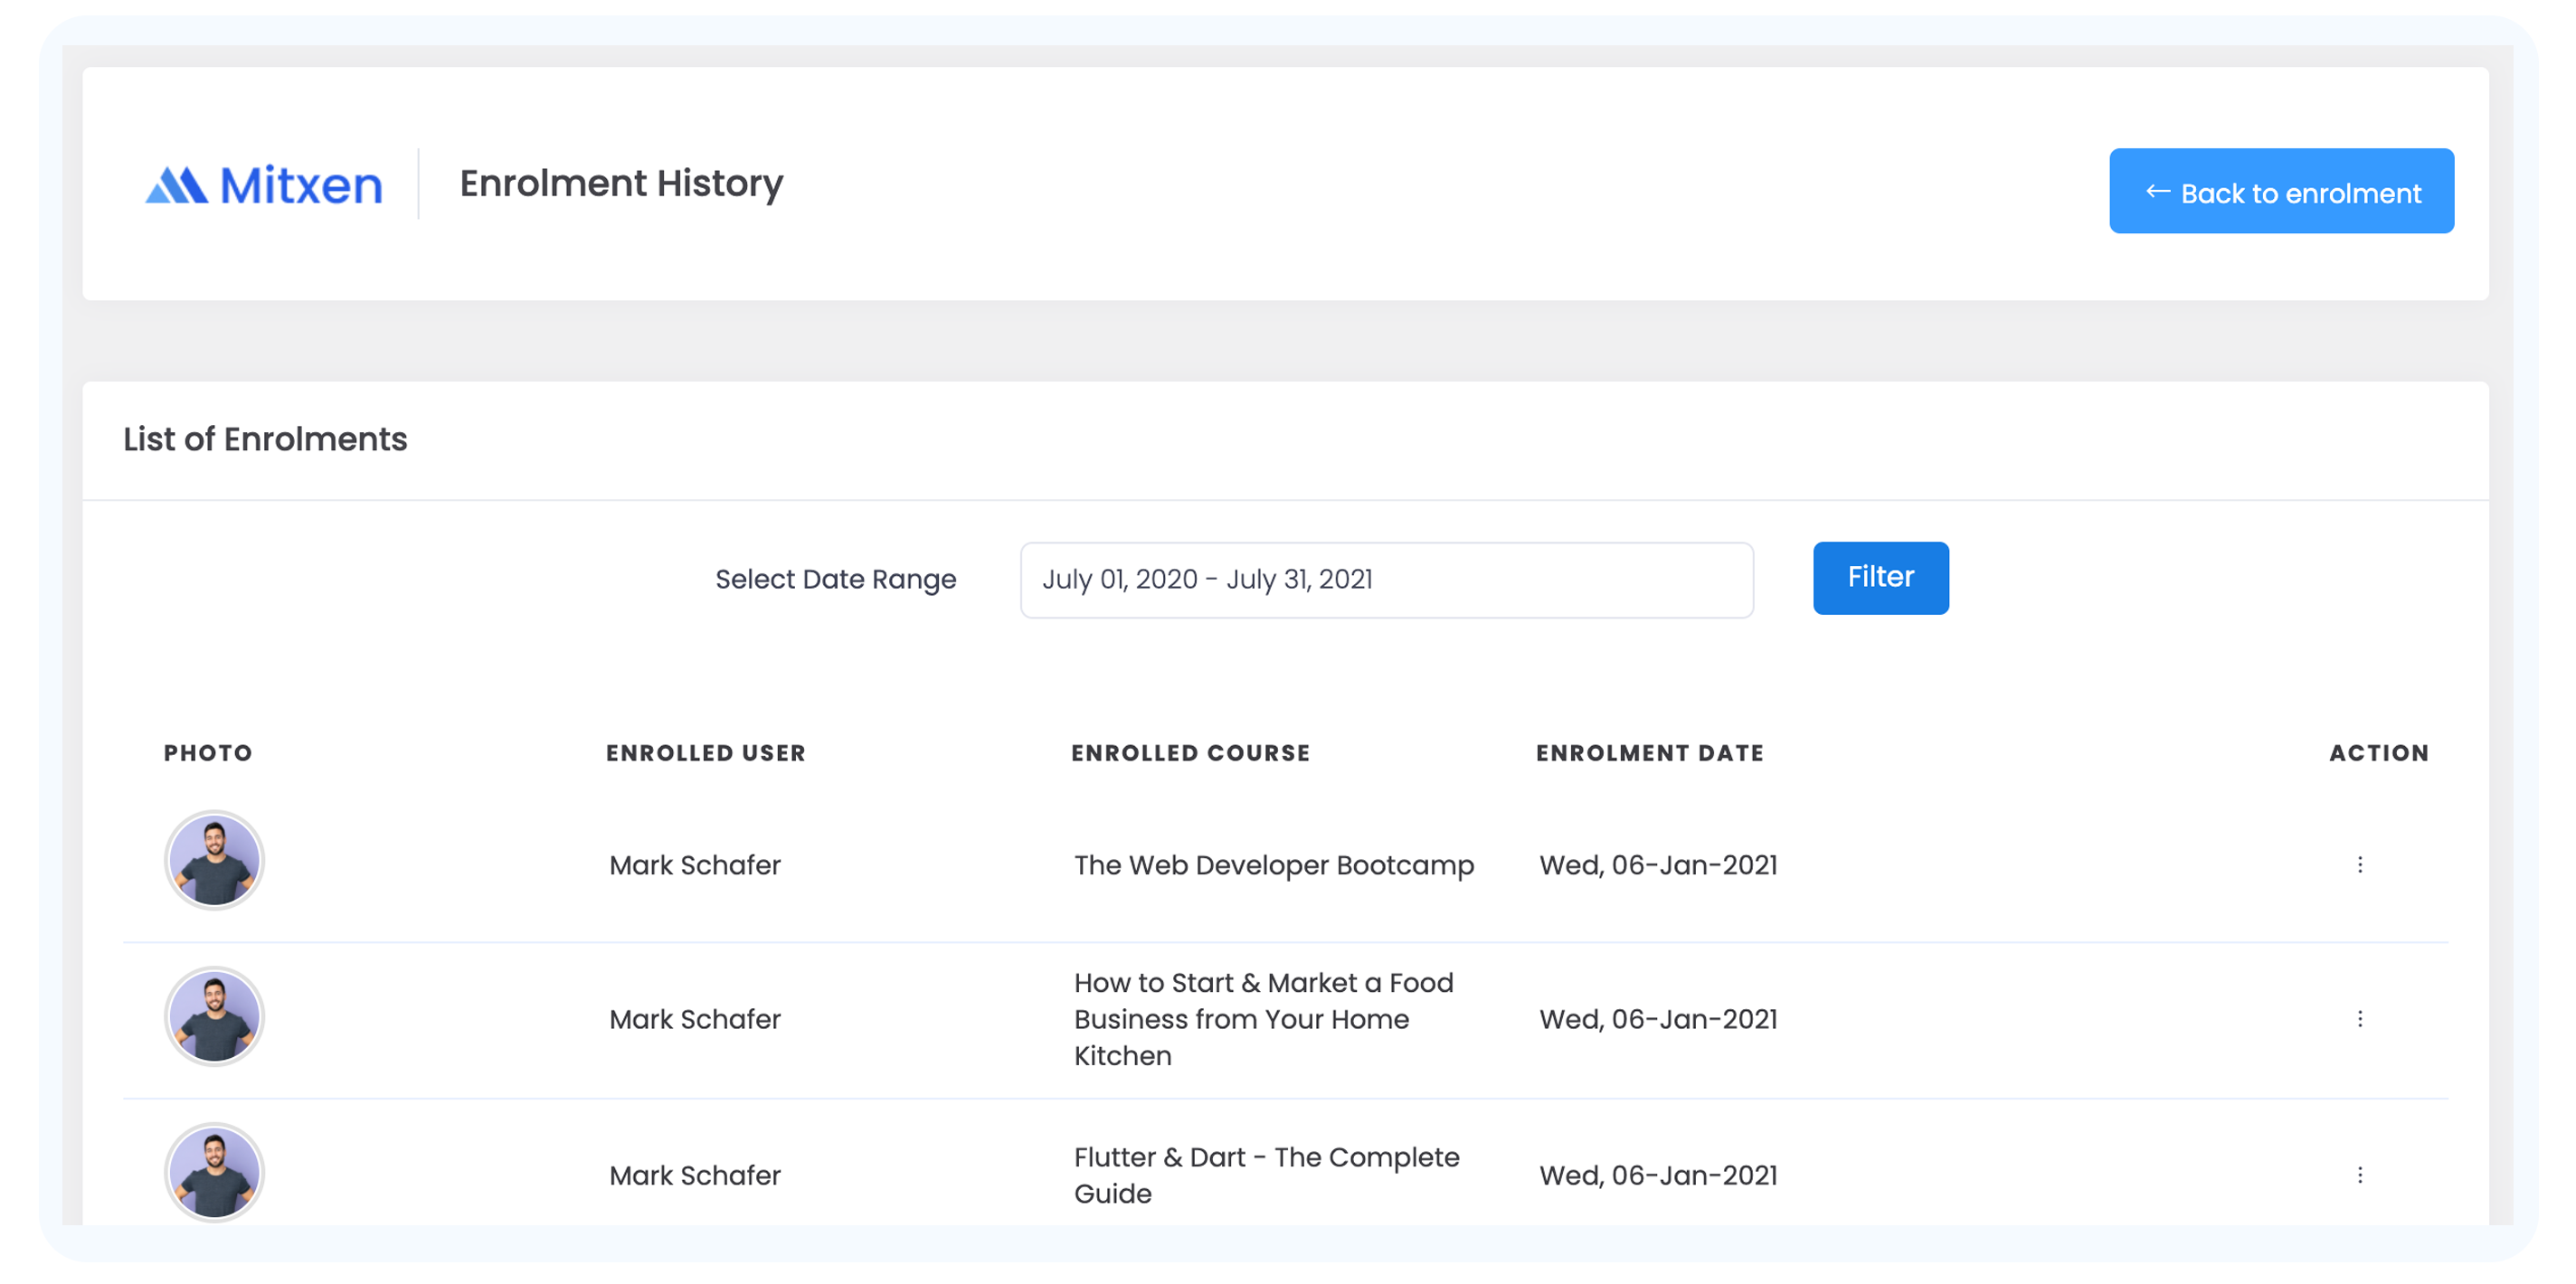 Mitxen
Enrolment History
← Back to enrolment
List of Enrolments
Select Date Range
July 01, 2020 - July 31, 2021
Filter
PHOTO ENROLLED USER ENROLLED COURSE ENROLMENT DATE ACTION
Mark Schafer The Web Developer Bootcamp Wed, 06-Jan-2021
How to Start & Market a Food
Mark Schafer Business from Your Home Wed, 06-Jan-2021
Kitchen
Flutter & Dart - The Complete
Mark Schafer Wed, 06-Jan-2021
Guide